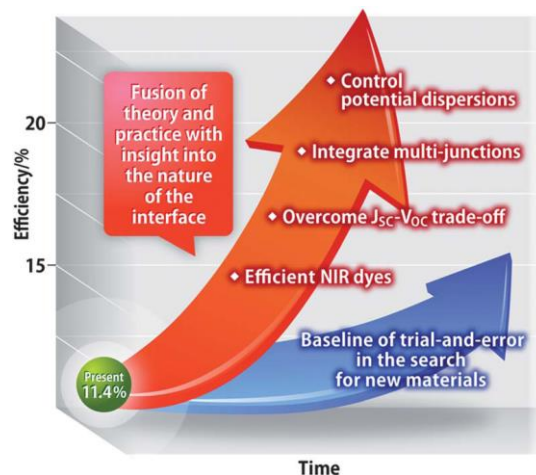 Fusion of
theory and
practice with
insight into
the nature
of the
interface
◆ Control
potential dispersions
◆ Integrate multi-junctions
◆ Overcome JSC-VOC trade-off
◆ Efficient NIR dyes
Baseline of trial-and-error
in the search
for new materials
Efficiency/%
20
15
Present
11.4%
Time